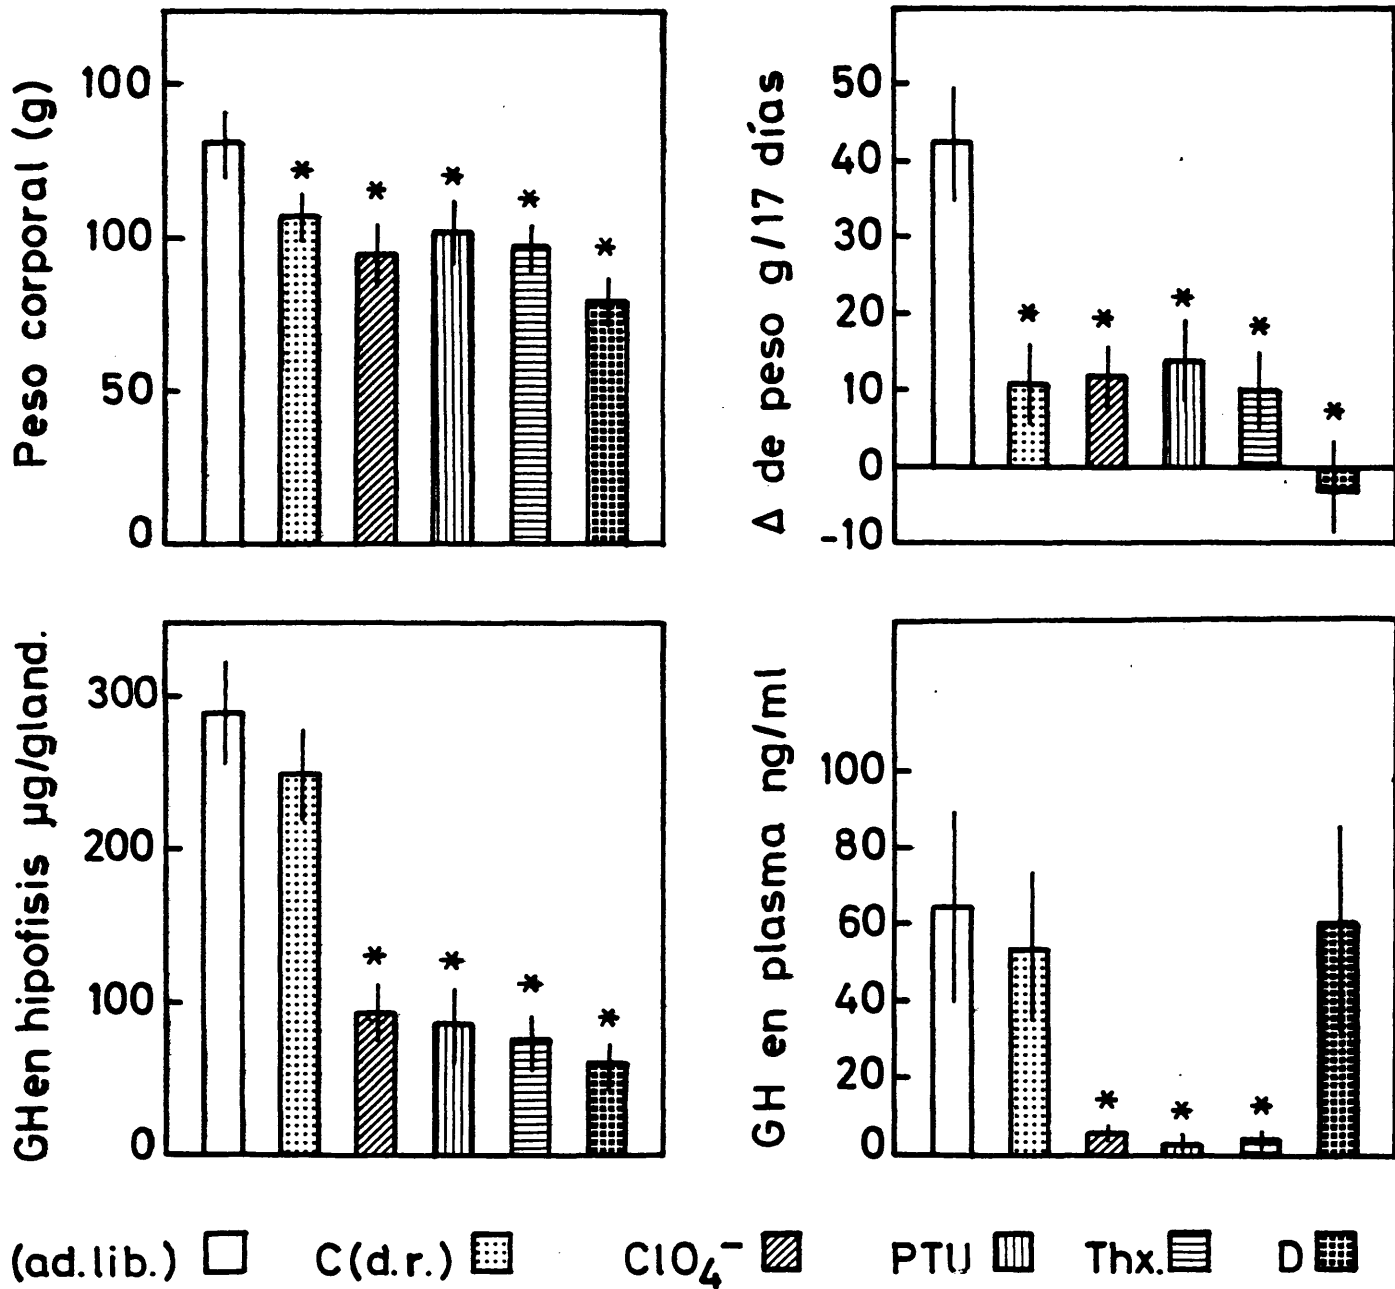 Peso corporal (g)
100
100
50
0
Δ de peso g/17 días
50
40
30
20
10
0
-10
GH en hipofisis µg/gland.
300
200
100
0
GH en plasma ng/ml
100
80
60
40
20
0
* * * * *
* * * * *
* * * *
* * *
(ad.lib.) C(d.r.) ClO₄⁻ PTU Thx. D